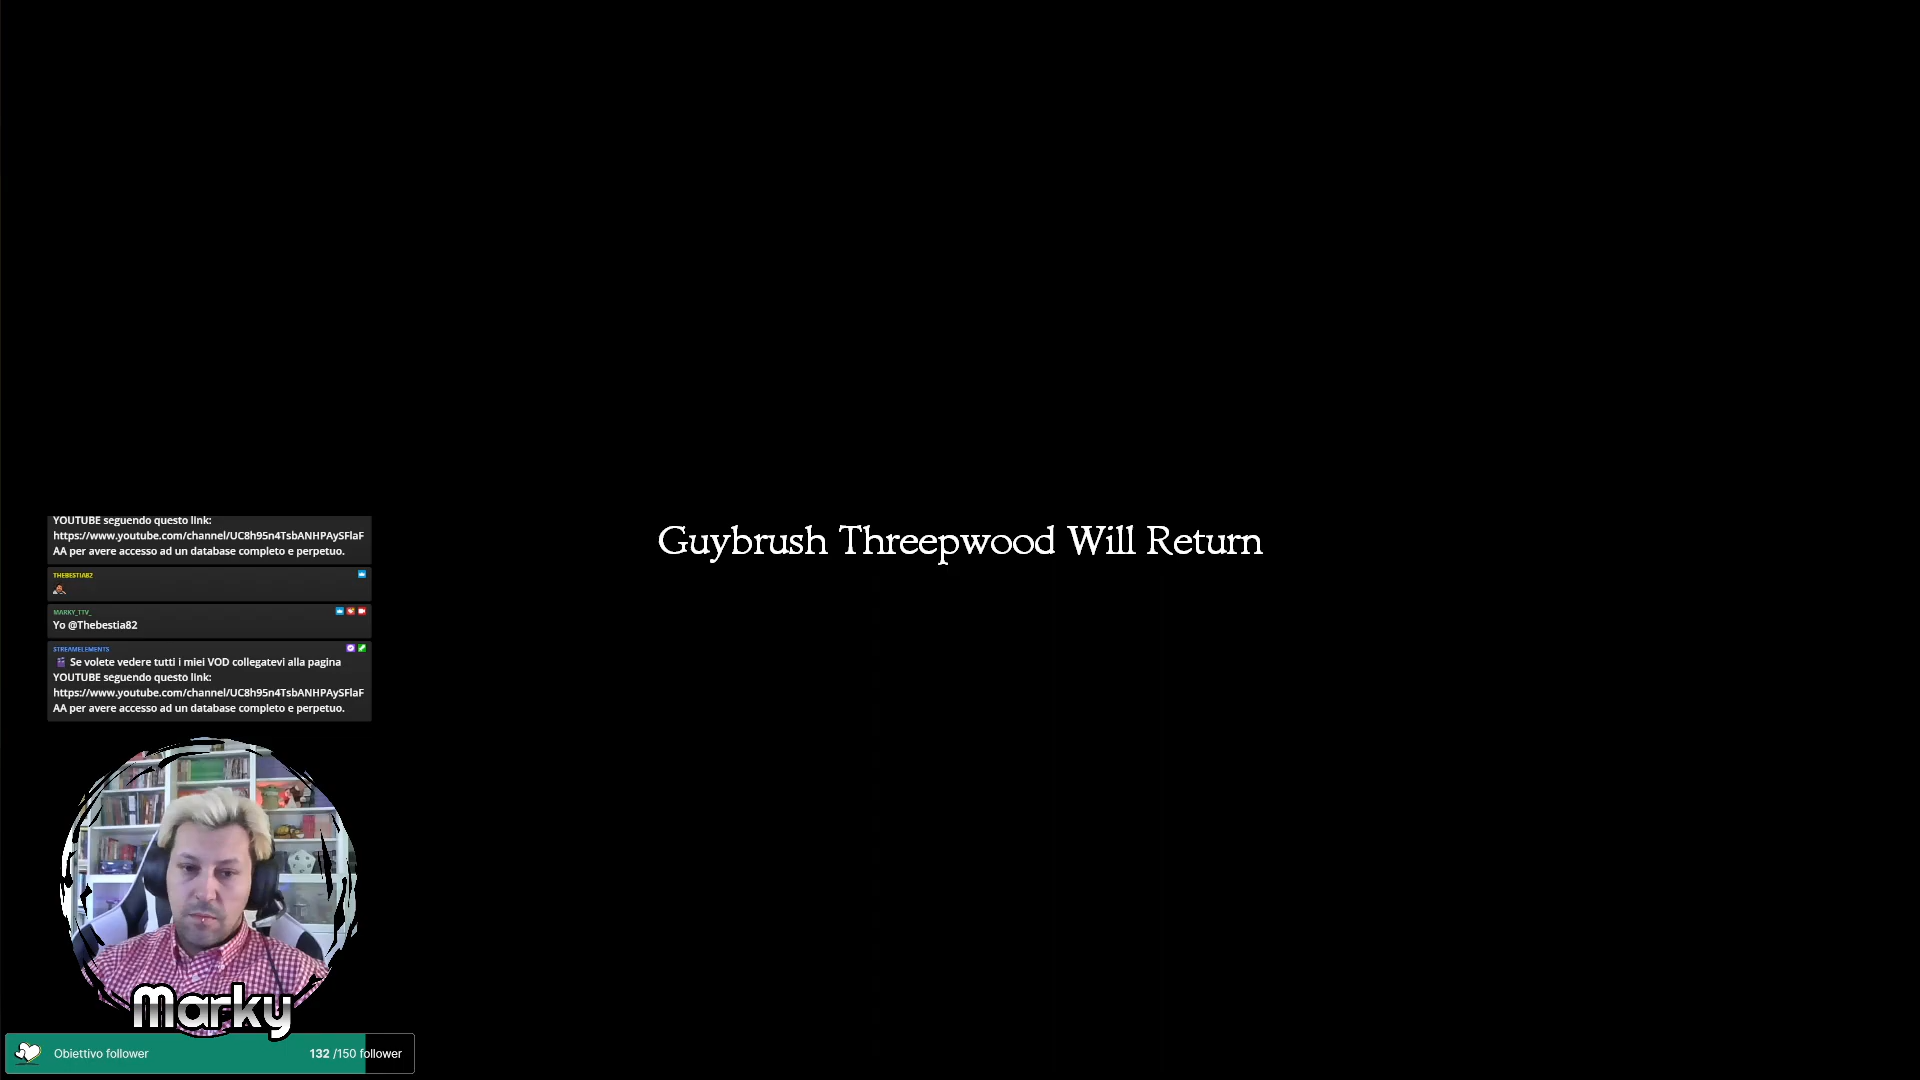 Guybrush Threepwood Will Return
YOUTUBE seguendo questo link:
https://www.youtube.com/channel/UC8h95n4TsbANHPAySFlaF
AA per avere accesso ad un database completo e perpetuo.
THEBESTIA82
MARKY_TTV_
Yo @Thebestia82
STREAMELEMENTS
Se volete vedere tutti i miei VOD collegatevi alla pagina
YOUTUBE seguendo questo link:
https://www.youtube.com/channel/UC8h95n4TsbANHPAySFlaF
AA per avere accesso ad un database completo e perpetuo.
Marky
Obiettivo follower 132 /150 follower